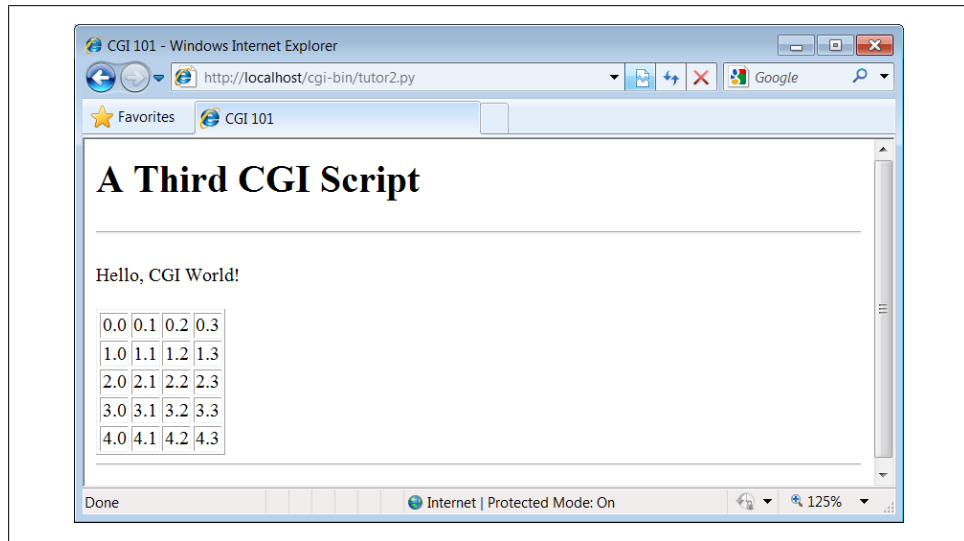 CGI 101 - Windows Internet Explorer
http://localhost/cgi-bin/tutor2.py
Google
Favorites
CGI 101
A Third CGI Script
Hello, CGI World!
0.0 0.1 0.2 0.3
1.0 1.1 1.2 1.3
2.0 2.1 2.2 2.3
3.0 3.1 3.2 3.3
4.0 4.1 4.2 4.3
Done
Internet | Protected Mode: On
125%